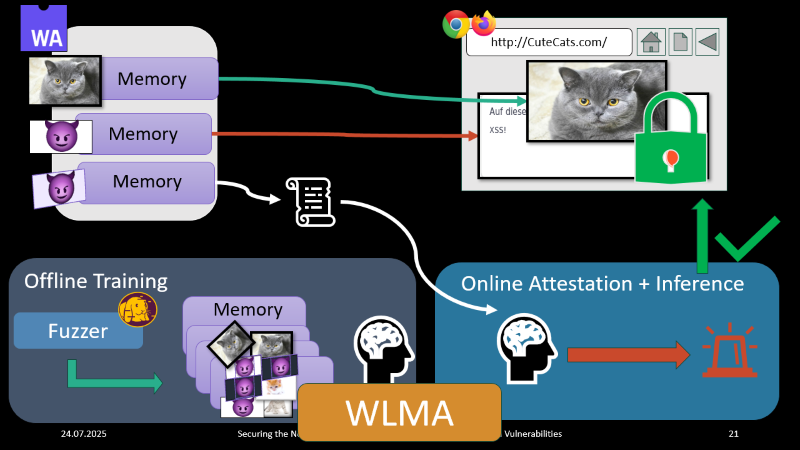 WA
Memory
Memory
Memory
http://CuteCats.com/
Auf diese
XSS!
Offline Training
Fuzzer
Memory
Online Attestation + Inference
WLMA
24.07.2025
Securing the
Vulnerabilities
21